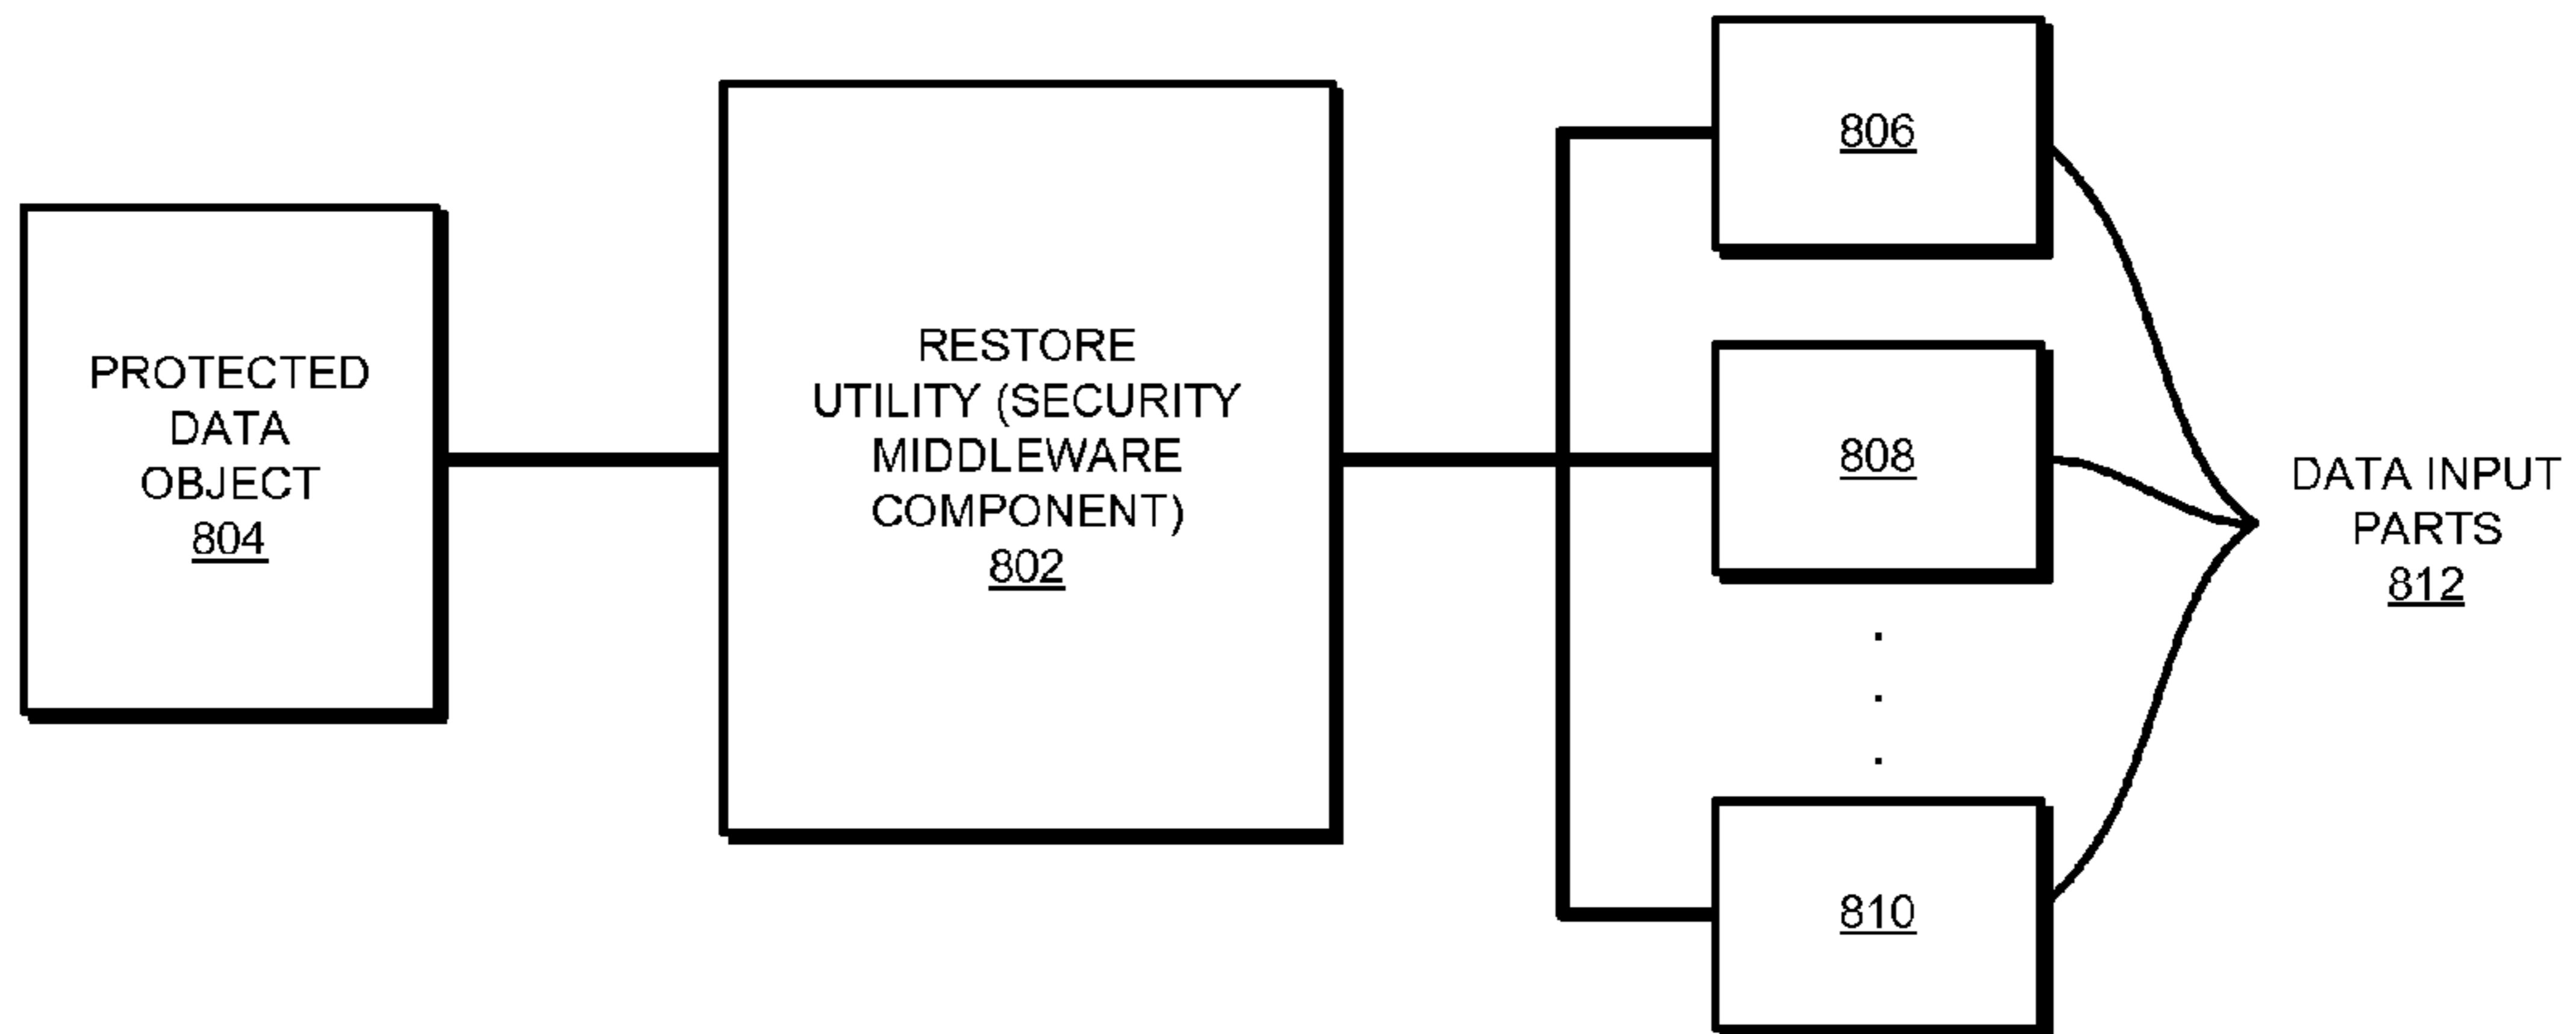 PROTECTED
DATA
OBJECT
804
RESTORE
UTILITY (SECURITY
MIDDLEWARE
COMPONENT)
802
806
808
.
.
.
810
DATA INPUT
PARTS
812